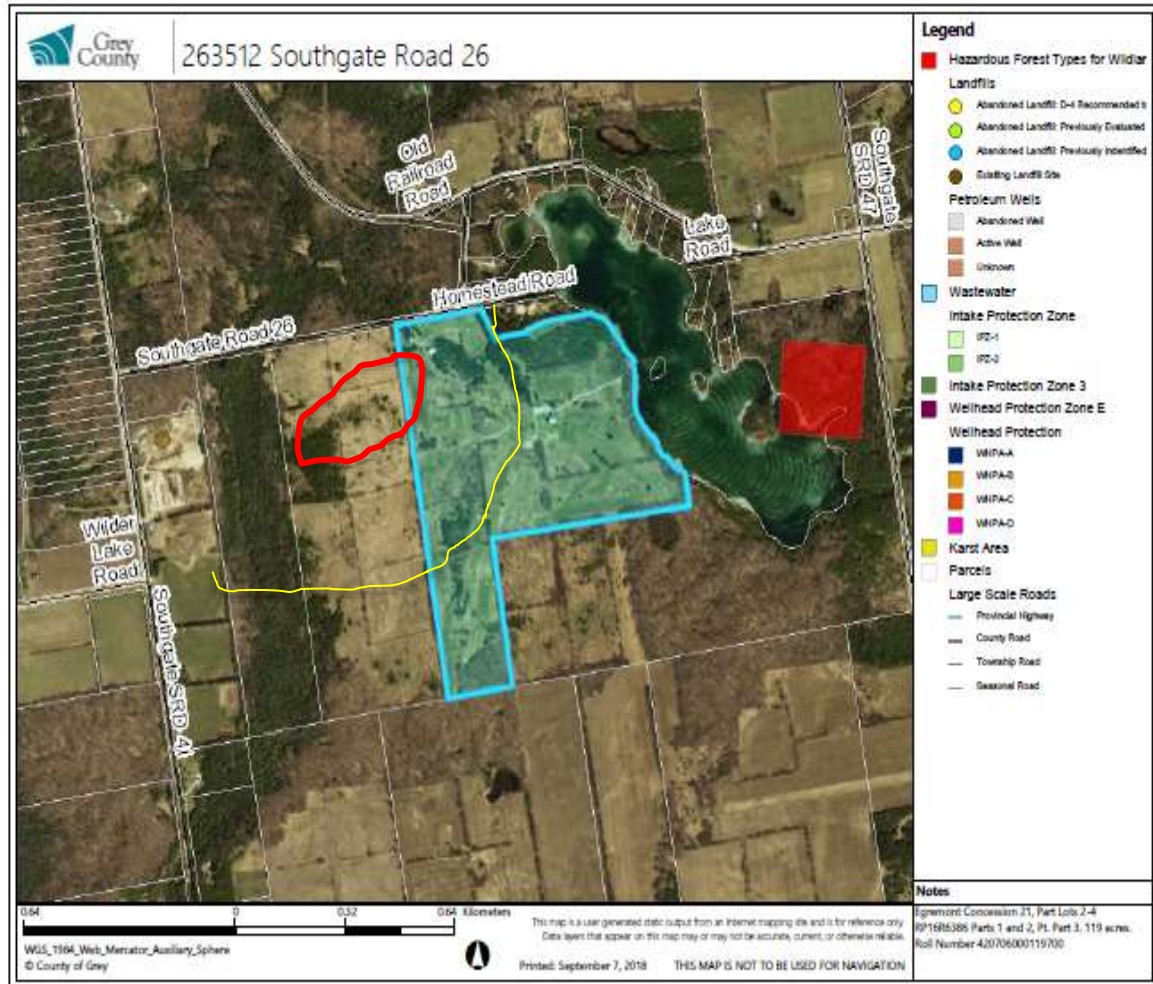 Grey
County
263512 Southgate Road 26
Old
Railroad
Road
Southgate
SRD 47
Lake
Road
Homestead Road
Southgate Road 26
Wilder
Lake
Road
Southgate SRD 41
Legend
Hazardous Forest Types for Wildlan
Landfills
Abandoned Landfill: D-4 Recommended
Abandoned Landfill: Previously Evaluated
Abandoned Landfill: Previously Indentified
Existing Landfill Site
Petroleum Wells
Abandoned Well
Active Well
Unknown
Wastewater
Intake Protection Zone
IPZ-1
IPZ-2
Intake Protection Zone 3
Wellhead Protection Zone E
Wellhead Protection
WHPA-A
WHPA-B
WHPA-C
WHPA-D
Karst Area
Parcels
Large Scale Roads
Provincial Highway
County Road
Township Road
Seasonal Road
Notes
Egremont Concession 21, Part Lots 2-4
RP16R6386 Parts 1 and 2, Pt. Part 3. 119 acres.
Roll Number 420706000119700
0.64 0 0.32 0.64 Kilometers
WGS_1984_Web_Mercator_Auxiliary_Sphere
© County of Grey
This map is a user generated static output from an Internet mapping site and is for reference only.
Data layers that appear on this map may or may not be accurate, current, or otherwise reliable.
Printed: September 7, 2018 THIS MAP IS NOT TO BE USED FOR NAVIGATION